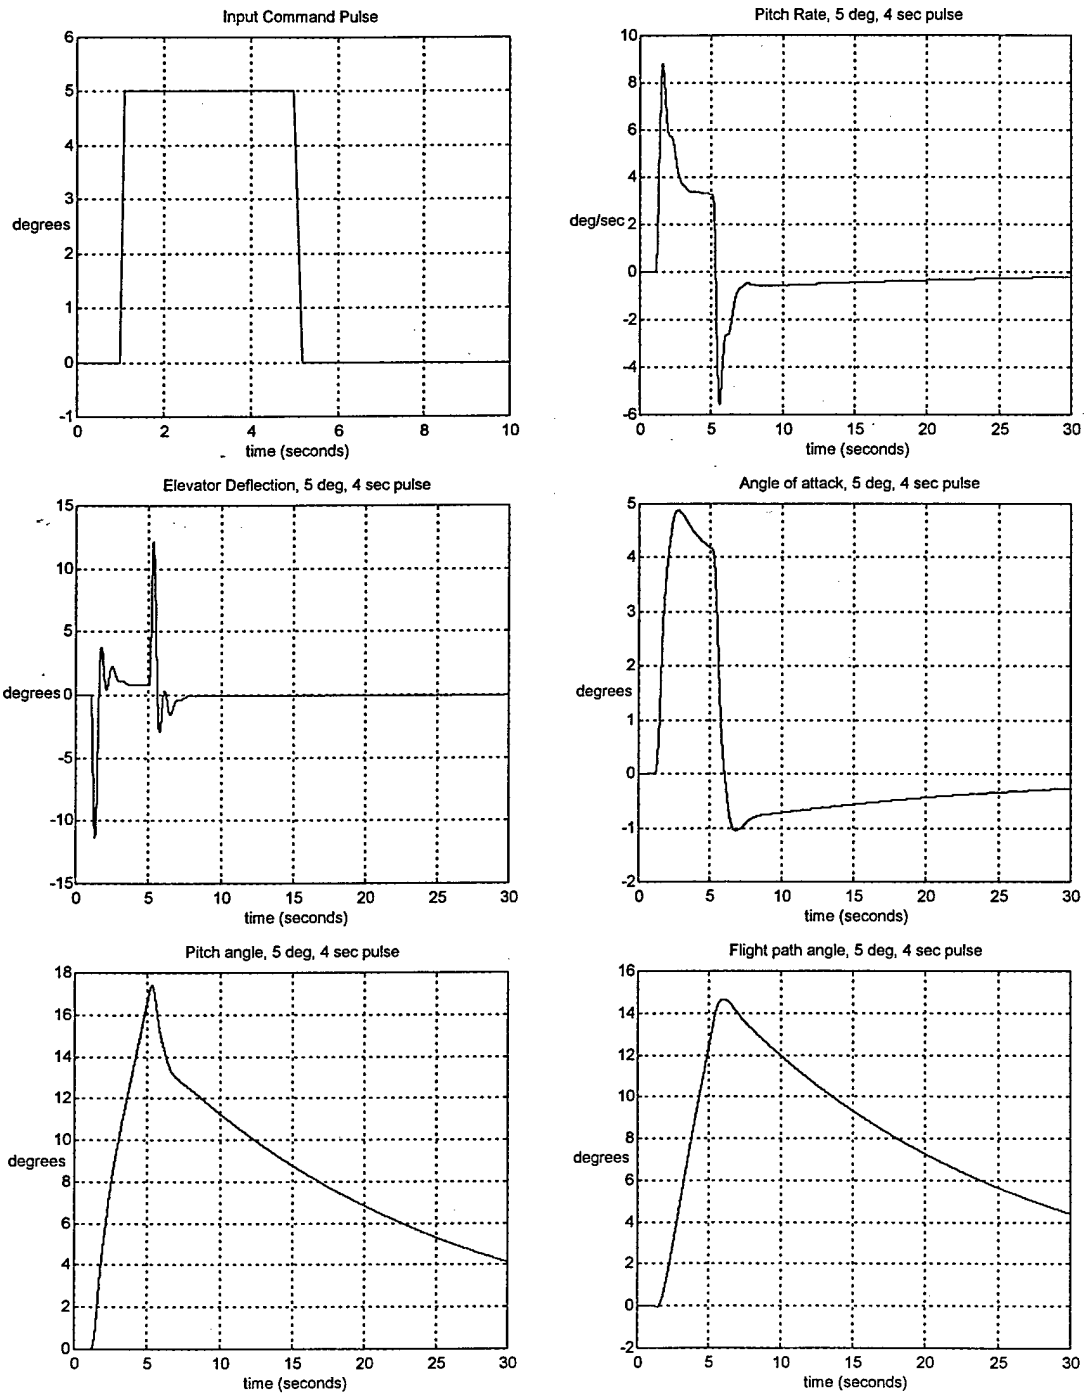 Input Command Pulse
6
5
4
3
degrees
2
1
0
-1
0 2 4 6 8 10
time (seconds)
Pitch Rate, 5 deg, 4 sec pulse
10
8
6
4
deg/sec 2
0
-2
-4
-6
0 5 10 15 20 25 30
time (seconds)
Elevator Deflection, 5 deg, 4 sec pulse
15
10
5
degrees 0
-5
-10
-15
0 5 10 15 20 25 30
time (seconds)
Angle of attack, 5 deg, 4 sec pulse
5
4
3
2
degrees
1
0
-1
-2
0 5 10 15 20 25 30
time (seconds)
Pitch angle, 5 deg, 4 sec pulse
18
16
14
12
10
degrees
8
6
4
2
0
0 5 10 15 20 25 30
time (seconds)
Flight path angle, 5 deg, 4 sec pulse
16
14
12
10
8
degrees
6
4
2
0
-2
0 5 10 15 20 25 30
time (seconds)